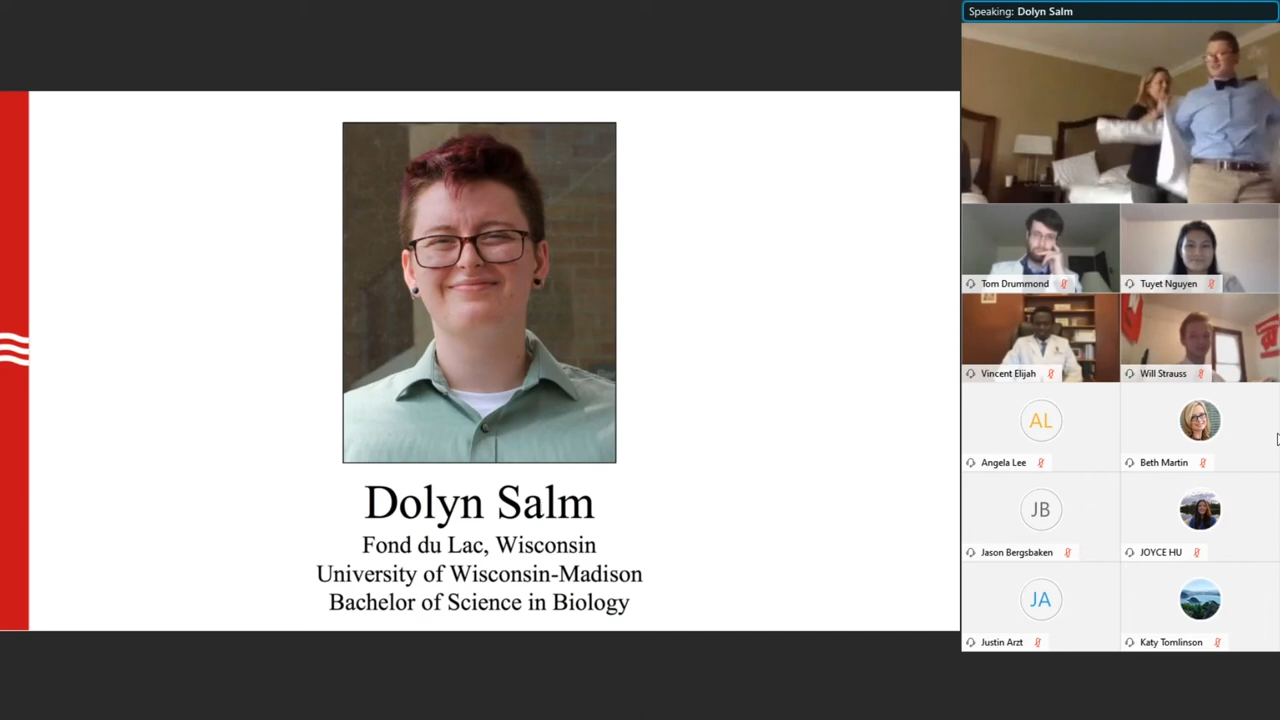 Speaking: Dolyn Salm
Dolyn Salm
Fond du Lac, Wisconsin
University of Wisconsin-Madison
Bachelor of Science in Biology
Tom Drummond
Tuyet Nguyen
Vincent Elijah
Will Strauss
AL
Angela Lee
Beth Martin
JB
Jason Bergsbaken
JOYCE HU
JA
Justin Arzt
Katy Tomlinson